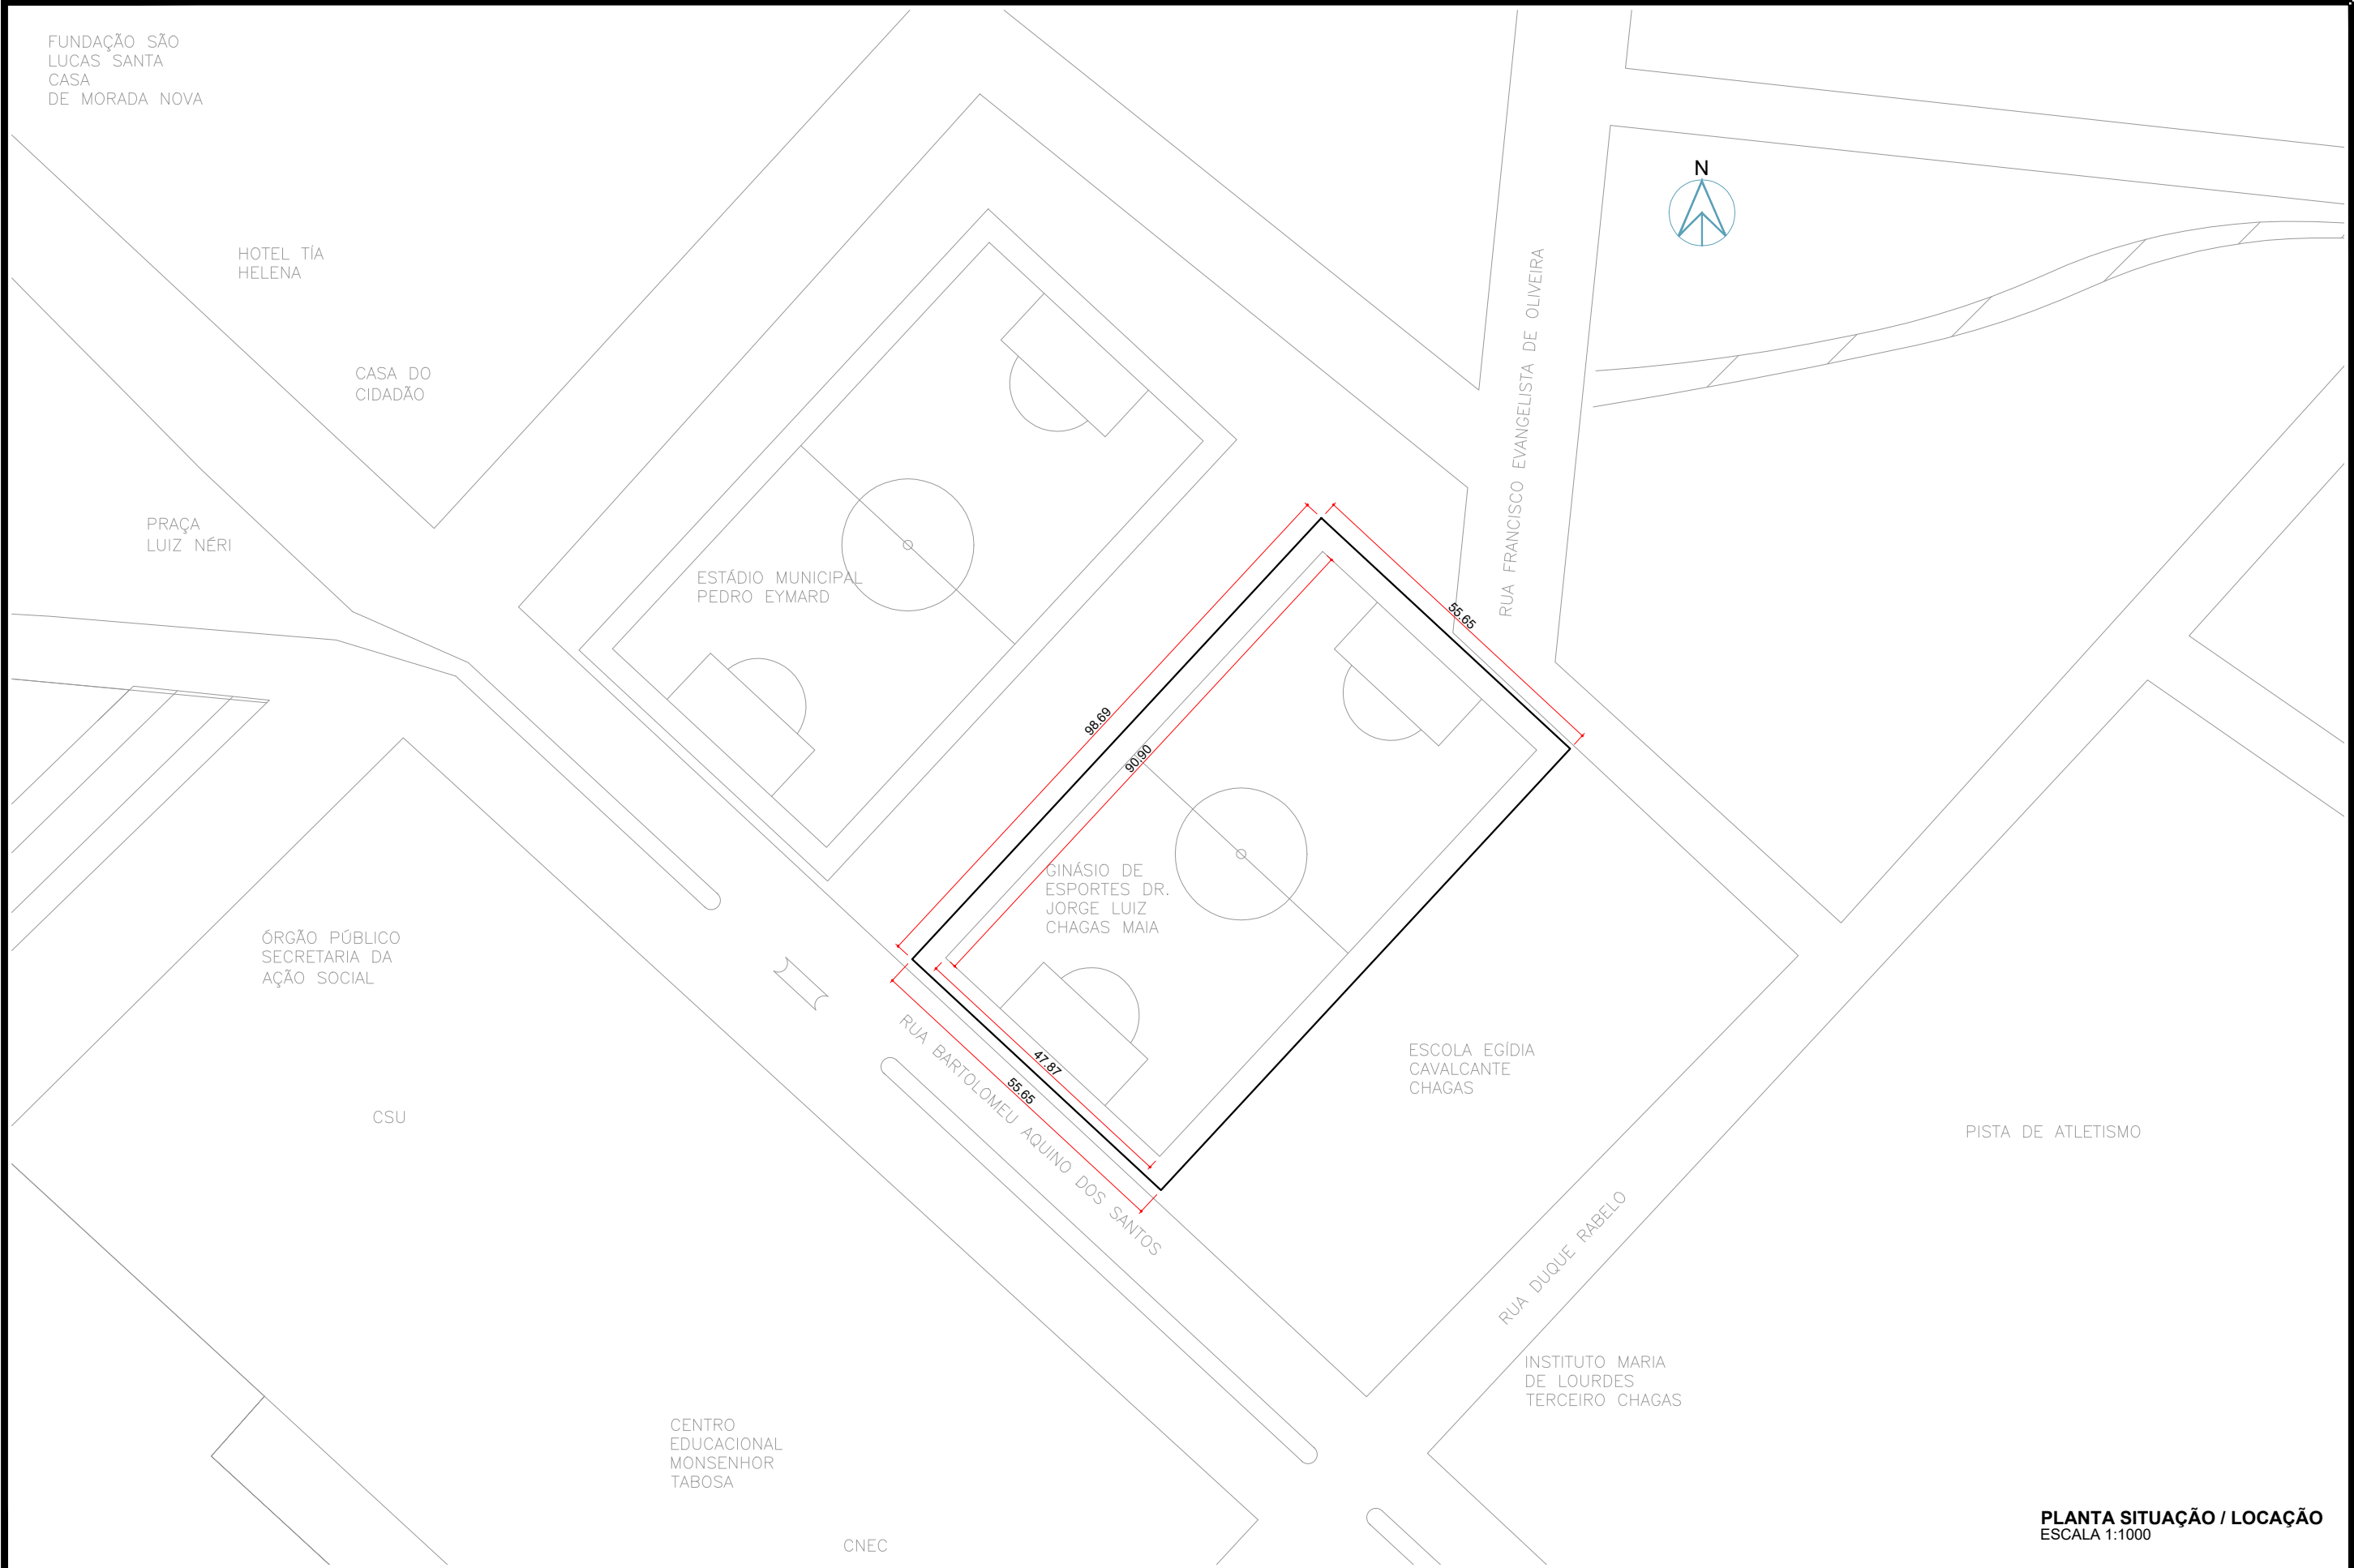 FUNDAÇÃO SÃO
LUCAS SANTA
CASA
DE MORADA NOVA
N
HOTEL TÍA
HELENA
CASA DO
CIDADÃO
RUA FRANCISCO EVANGELISTA DE OLIVEIRA
PRAÇA
LUIZ NÉRI
ESTÁDIO MUNICIPAL
PEDRO EYMARD
55.65
98.69
90.90
GINÁSIO DE
ESPORTES DR.
JORGE LUIZ
CHAGAS MAIA
ÓRGÃO PÚBLICO
SECRETARIA DA
AÇÃO SOCIAL
47.87
55.65
RUA BARTOLOMEU AQUINO DOS SANTOS
ESCOLA EGÍDIA
CAVALCANTE
CHAGAS
CSU
PISTA DE ATLETISMO
RUA DUQUE RABELO
INSTITUTO MARIA
DE LOURDES
TERCEIRO CHAGAS
CENTRO
EDUCACIONAL
MONSENHOR
TABOSA
CNEC
PLANTA SITUAÇÃO / LOCAÇÃO
ESCALA 1:1000